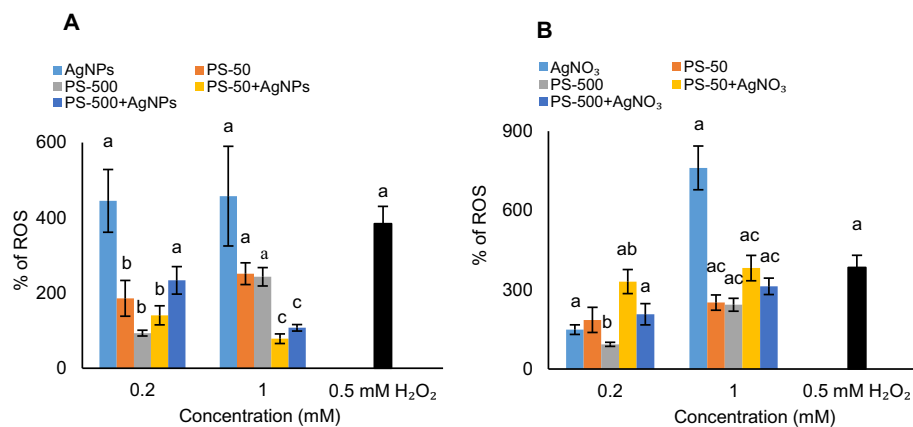 A
AgNPs PS-50
PS-500 PS-50+AgNPs
PS-500+AgNPs
% of ROS
600
400
200
0
a b b b a
a a a c c
a
0.2 1 0.5 mM H₂O₂
Concentration (mM)
B
AgNO₃ PS-50
PS-500 PS-50+AgNO₃
PS-500+AgNO₃
% of ROS
900
600
300
0
a b ab a
a ac ac ac ac
a
0.2 1 0.5 mM H₂O₂
Concentration (mM)